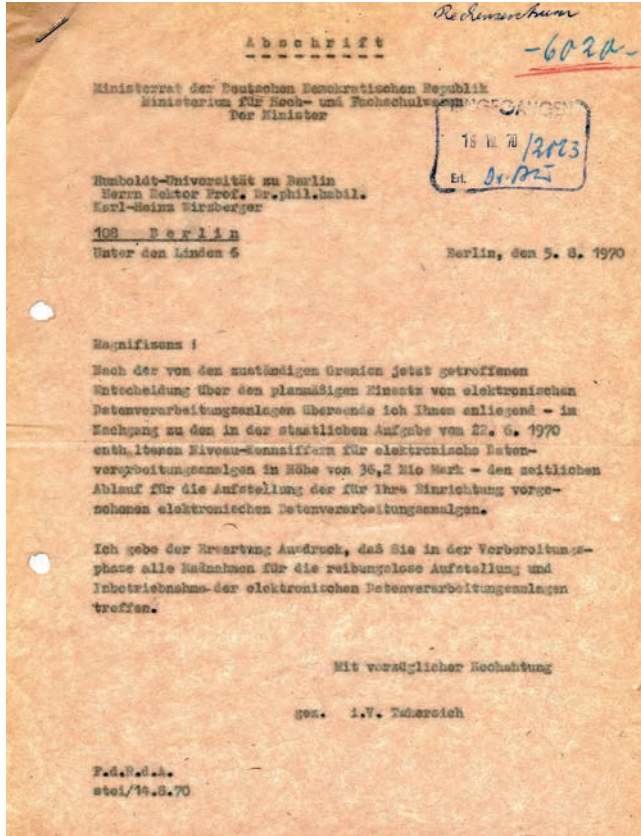 Rechenzentrum
-6020-
Abschrift
Ministerrat der Deutschen Demokratischen Republik
Ministerium für Hoch- und Fachschulwesen
Der Minister
EINGEGANGEN
18 70 /2023
Erl.
Humboldt-Universität zu Berlin
Herrn Rektor Prof. Dr.phil.habil.
Karl-Heinz Wirzberger
108 Berlin
Unter den Linden 6
Berlin, den 5. 8. 1970
Magnifizenz !
Nach der von den zuständigen Gremien jetzt getroffenen
Entscheidung über den planmäßigen Einsatz von elektronischen
Datenverarbeitungsanlagen übersende ich Ihnen anliegend - im
Nachgang zu den in der staatlichen Aufgabe vom 22. 6. 1970
enthaltenen Niveau-Kennziffern für elektronische Daten-
verarbeitungsanalgen in Höhe von 36,2 Mio Mark - den zeitlichen
Ablauf für die Aufstellung der für Ihre Einrichtung vorge-
sehenen elektronischen Datenverarbeitungsanalgen.
Ich gebe der Erwartung Ausdruck, daß Sie in der Vorbereitungs-
phase alle Maßnahmen für die reibungslose Aufstellung und
Inbetriebnahme der elektronischen Datenverarbeitungsanlagen
treffen.
Mit vorzüglicher Hochahtung
gez. i.V. Tschersich
F.d.R.d.A.
stei/14.8.70